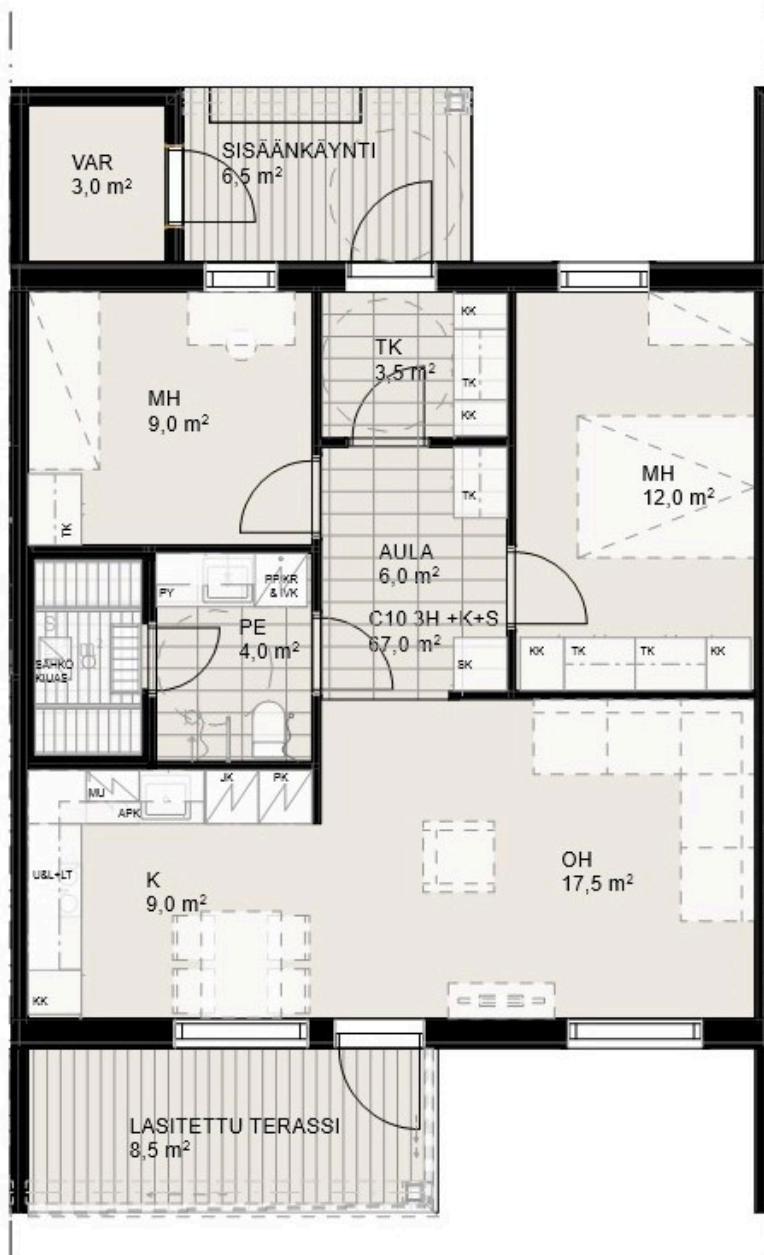 VAR
3,0 m²
SISÄÄNKÄYNTI
6,5 m²
KK
TK
3,5 m²
TK
KK
MH
9,0 m²
MH
12,0 m²
TK
TK
AULA
6,0 m²
PY
PP/KR
& IVK
PE
4,0 m²
C10 3H +K+S
67,0 m²
SÄHKÖ
KIUAS
SK
KK
TK
TK
KK
MU
APK
JK
PK
U&L+LT
K
9,0 m²
OH
17,5 m²
KK
LASITETTU TERASSI
8,5 m²